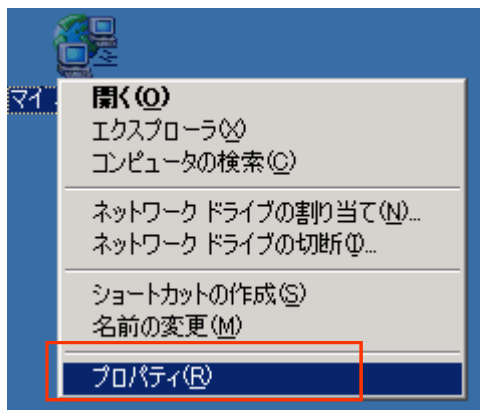 マイ
開く(O)
エクスプローラ(X)
コンピュータの検索(C)
ネットワーク ドライブの割り当て(N)...
ネットワーク ドライブの切断(I)...
ショートカットの作成(S)
名前の変更(M)
プロパティ(R)